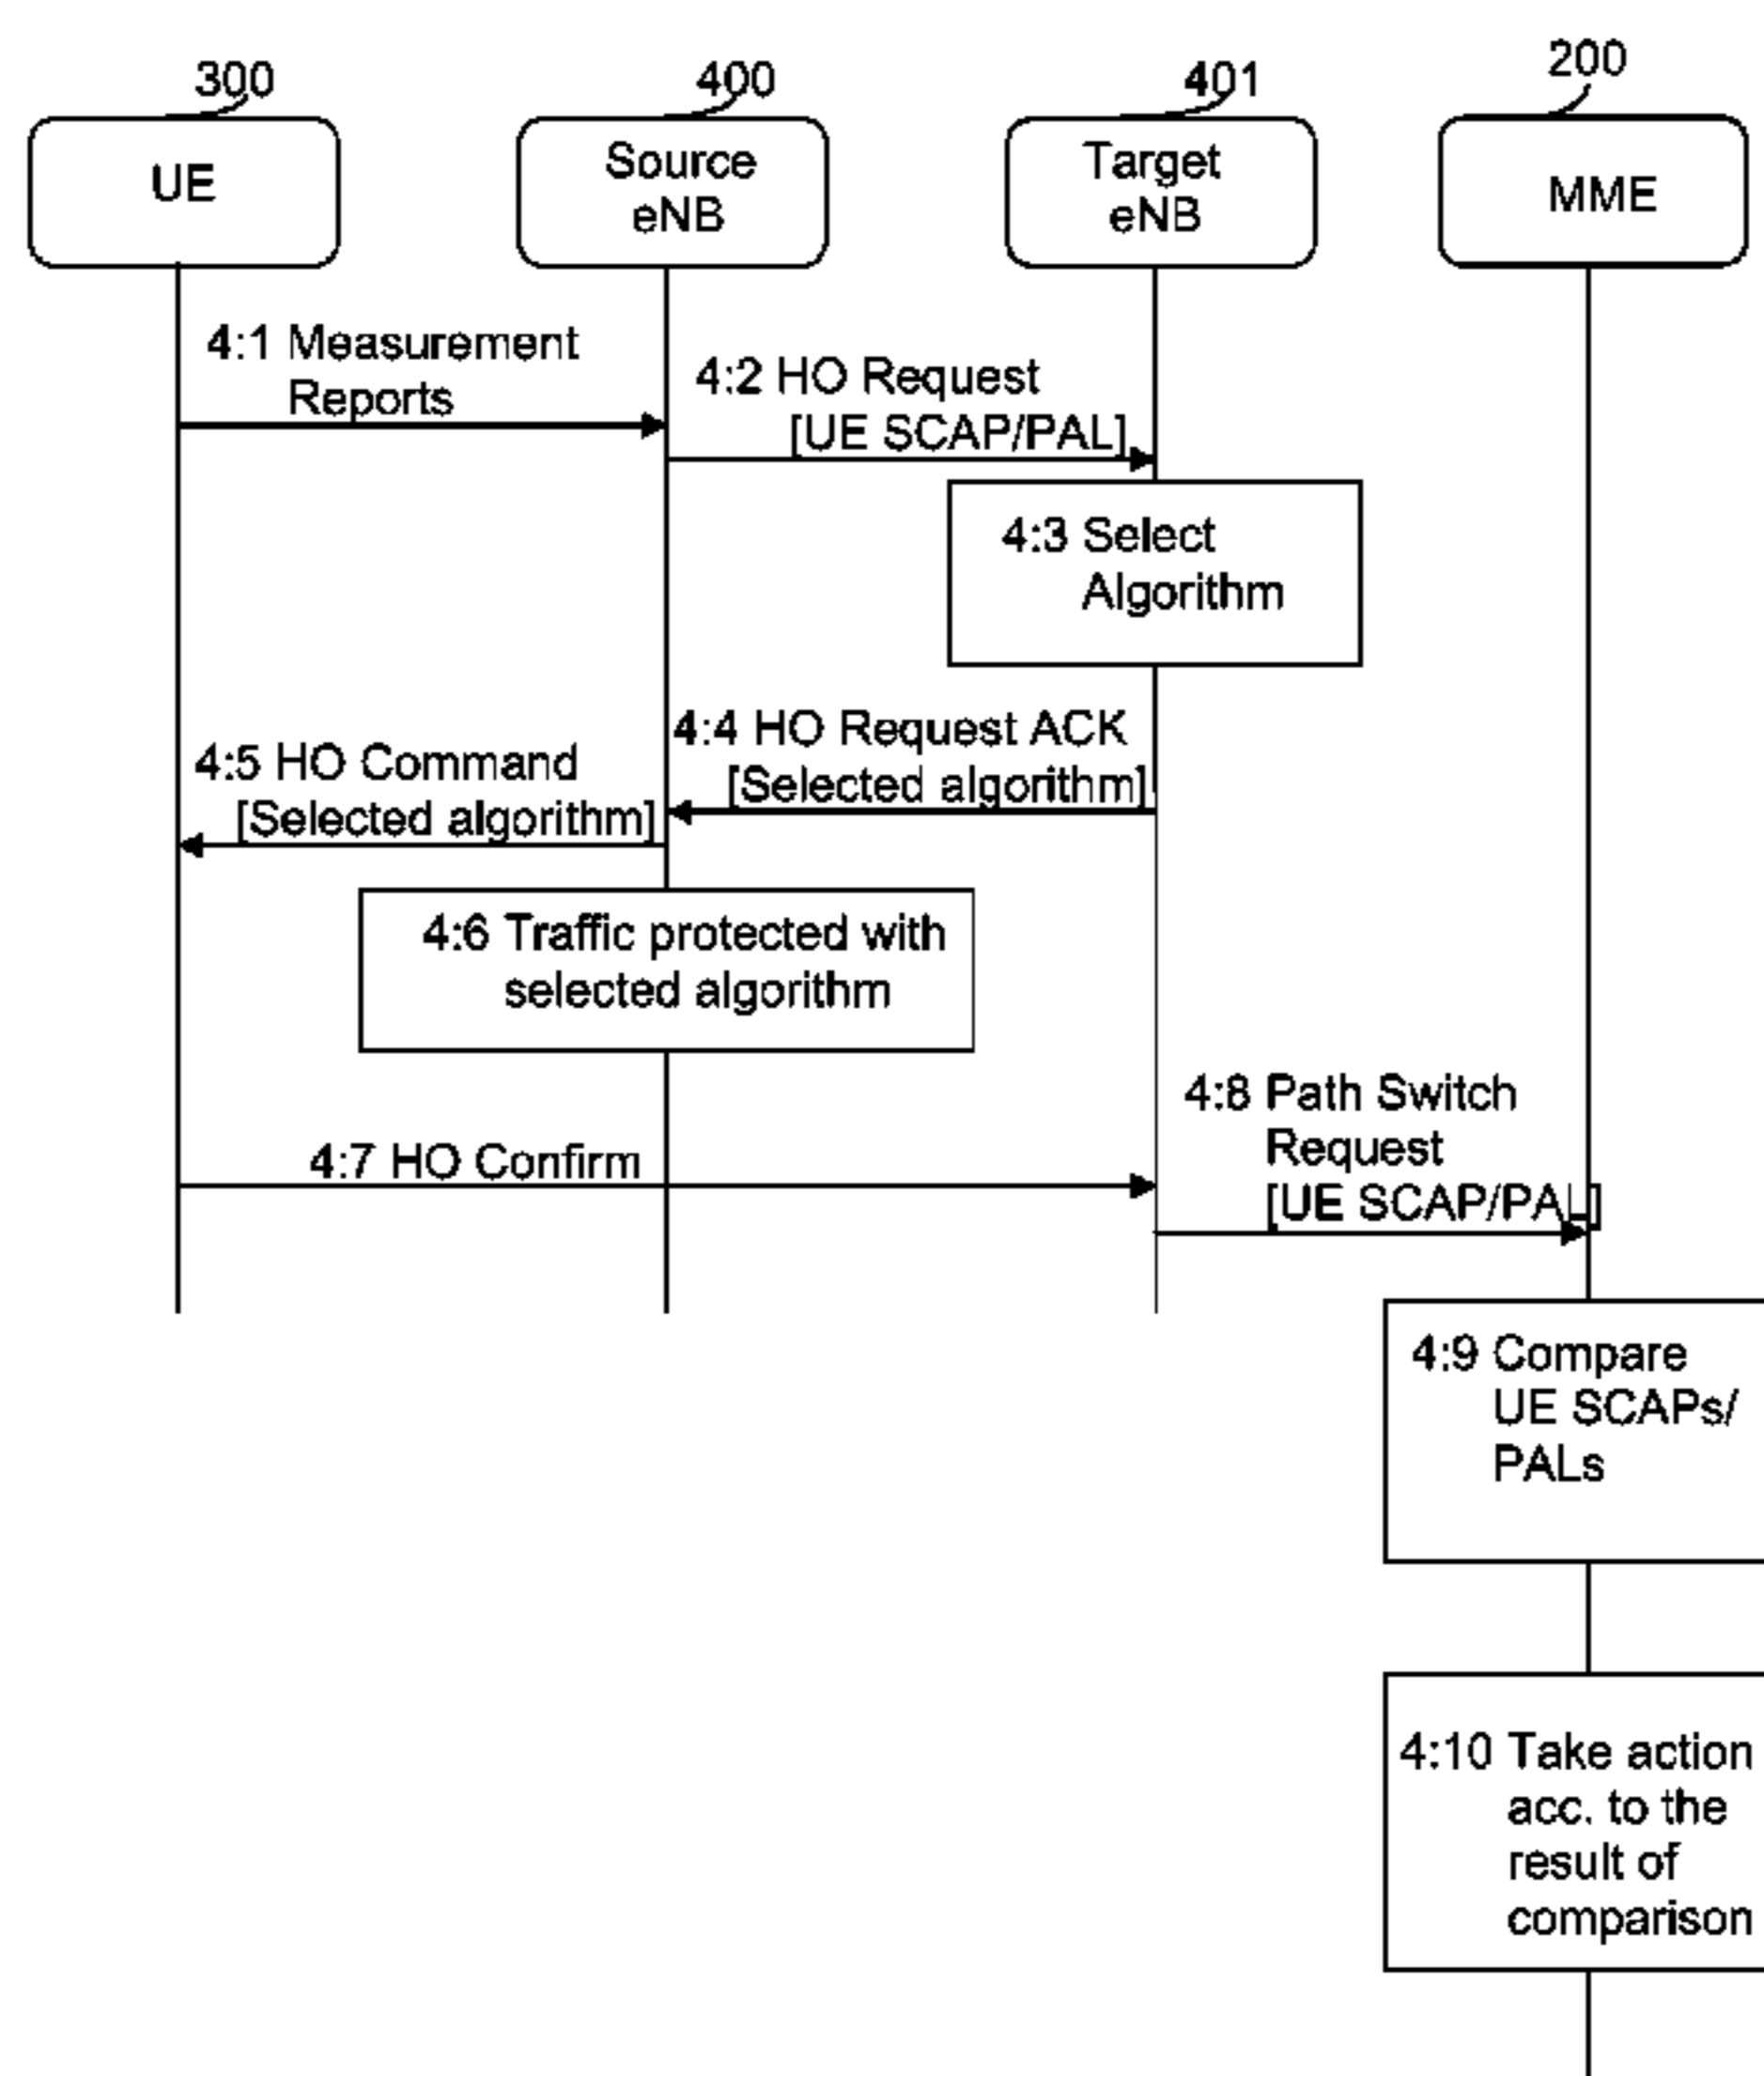 300
400
401
200
UE
Source
eNB
Target
eNB
MME
4:1 Measurement
Reports
4:2 HO Request
[UE SCAP/PAL]
4:3 Select
Algorithm
4:4 HO Request ACK
[Selected algorithm]
4:5 HO Command
[Selected algorithm]
4:6 Traffic protected with
selected algorithm
4:7 HO Confirm
4:8 Path Switch
Request
[UE SCAP/PAL]
4:9 Compare
UE SCAPs/
PALs
4:10 Take action
acc. to the
result of
comparison